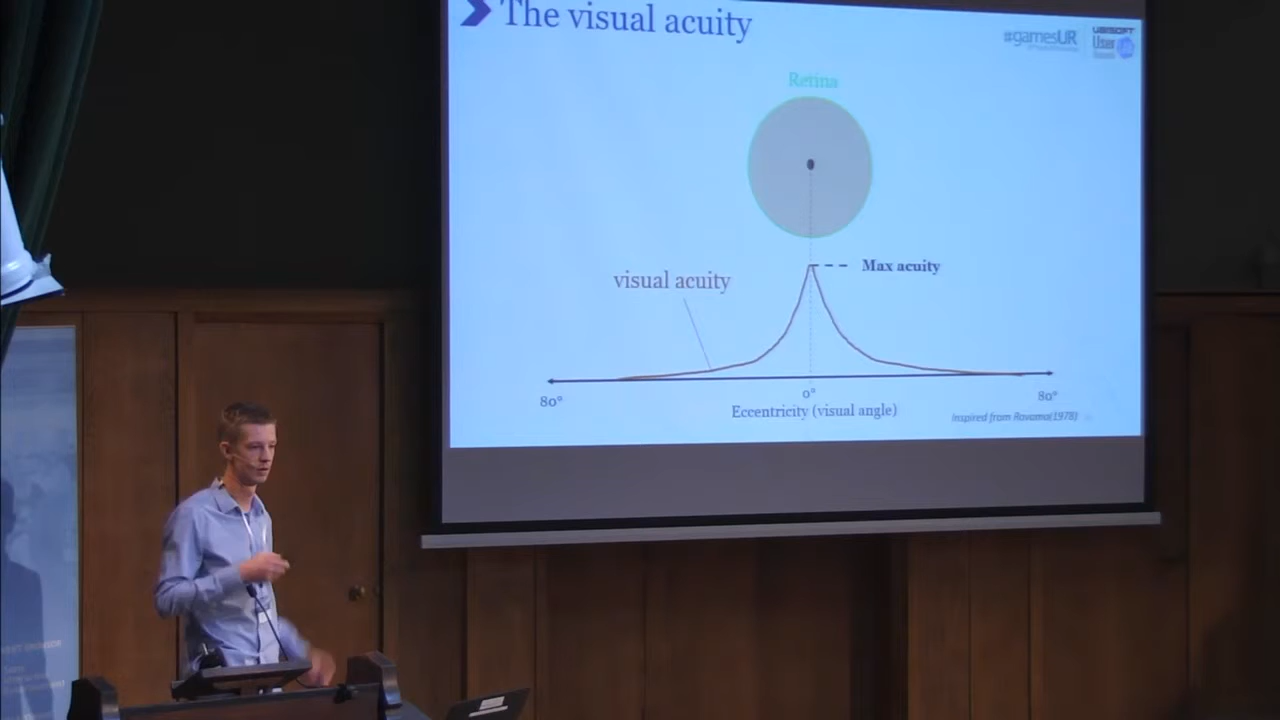 The visual acuity
#gamesUR
UBISOFT
User
Retina
Max acuity
visual acuity
80°
0°
80°
Eccentricity (visual angle)
Inspired from Rovamo(1978)